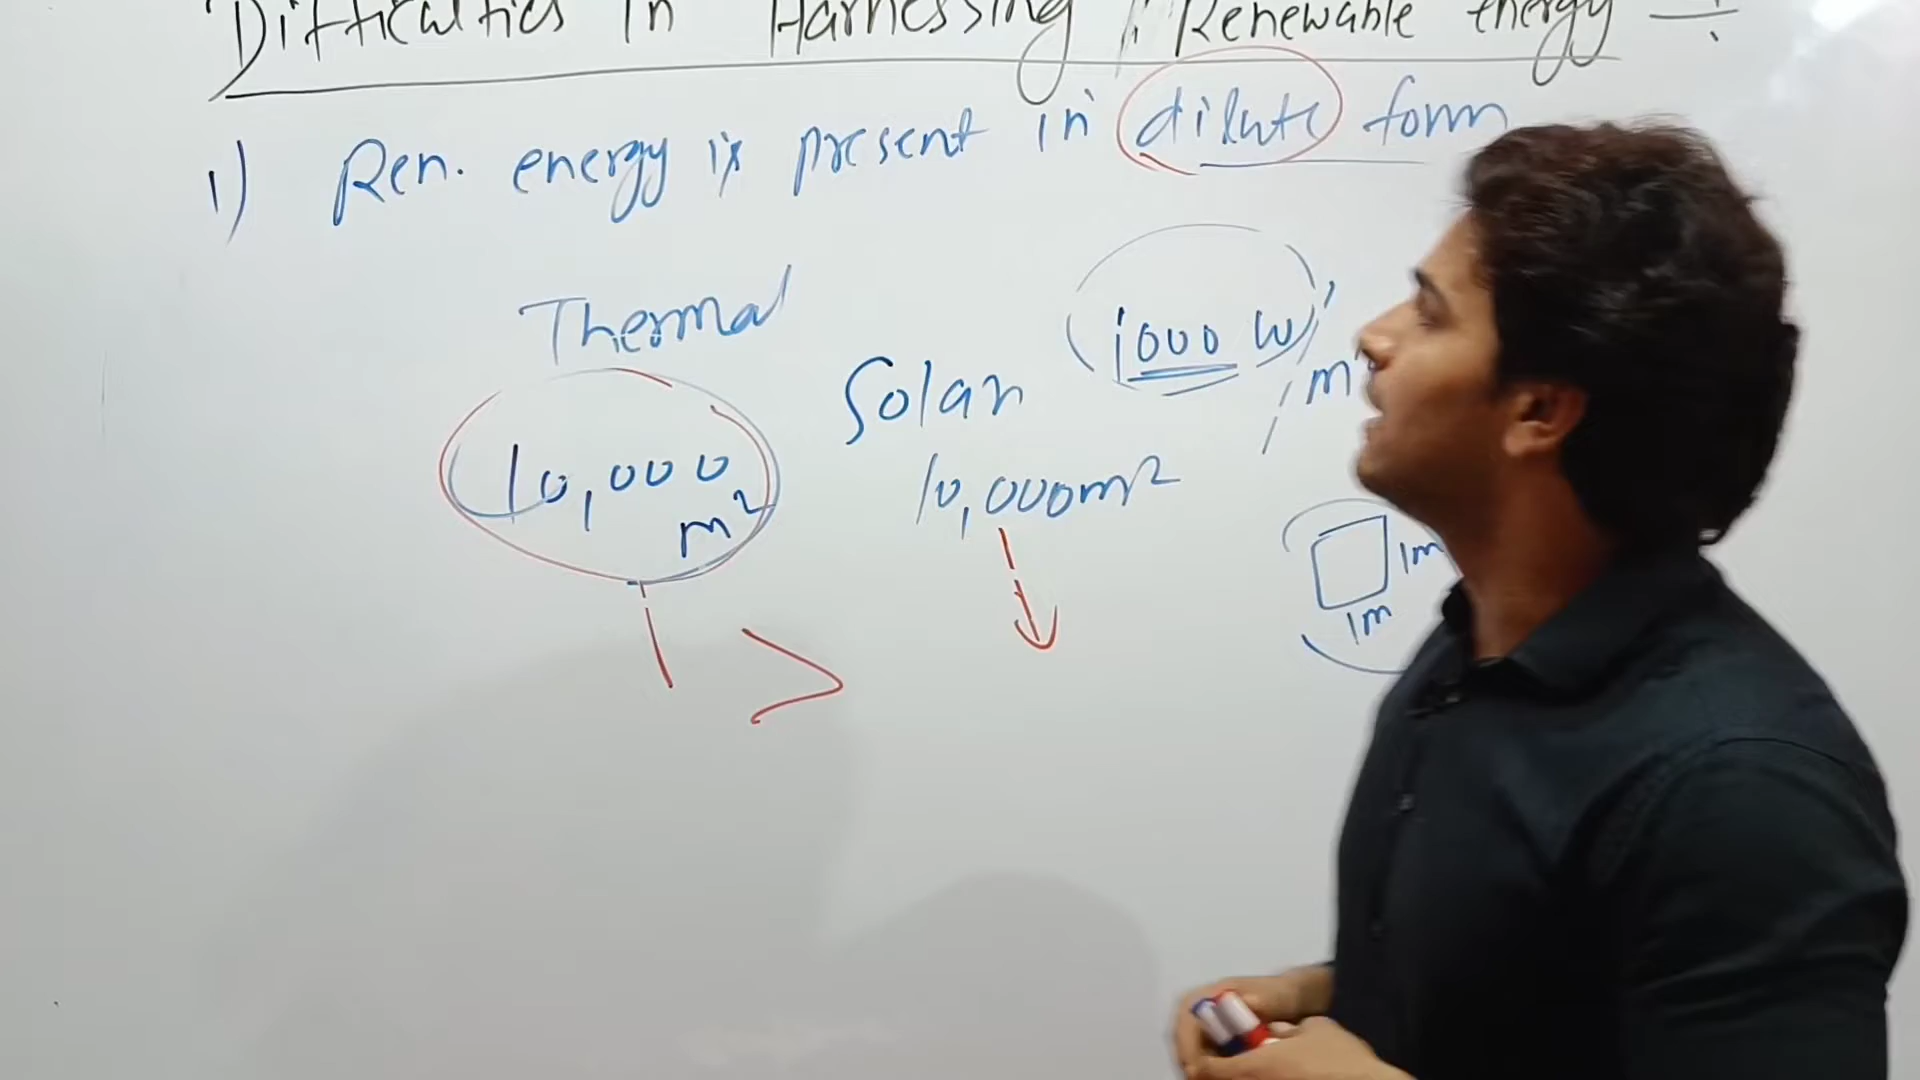 Difficulties in Harnessing Renewable energy ÷
1) Ren. energy is present in dilute form
Thermal
1000 W/m²
Solar
10,000 m²
10,000m²
>
1m
1m